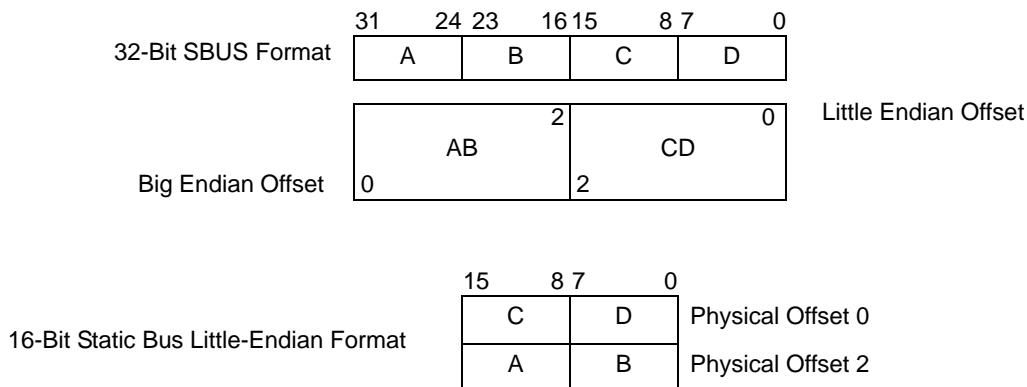 31 24 23 16 15 8 7 0
32-Bit SBUS Format A B C D
2 0 Little Endian Offset
AB CD
Big Endian Offset 0 2
15 8 7 0
C D Physical Offset 0
16-Bit Static Bus Little-Endian Format
A B Physical Offset 2